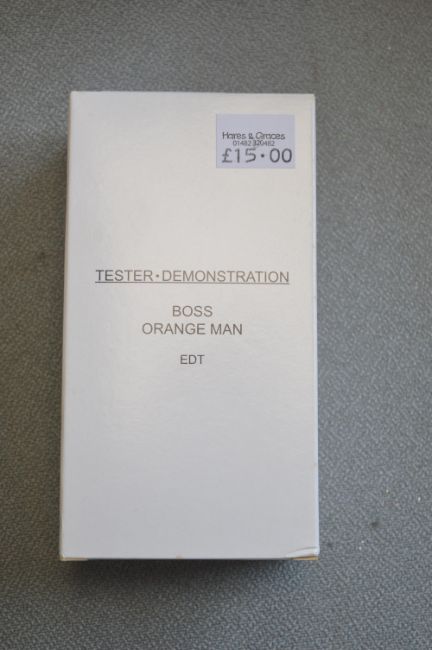 Hares & Graces
01482 320482
£15.00
TESTER • DEMONSTRATION
BOSS
ORANGE MAN
EDT